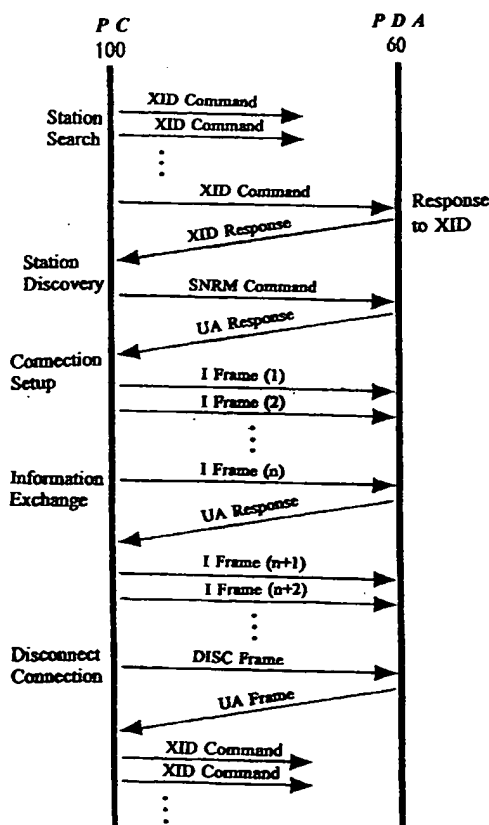 PC
100
PDA
60
Station
Search
XID Command
XID Command
XID Command
Response
to XID
XID Response
Station
Discovery
SNRM Command
UA Response
Connection
Setup
I Frame (1)
I Frame (2)
I Frame (n)
Information
Exchange
UA Response
I Frame (n+1)
I Frame (n+2)
Disconnect
Connection
DISC Frame
UA Frame
XID Command
XID Command